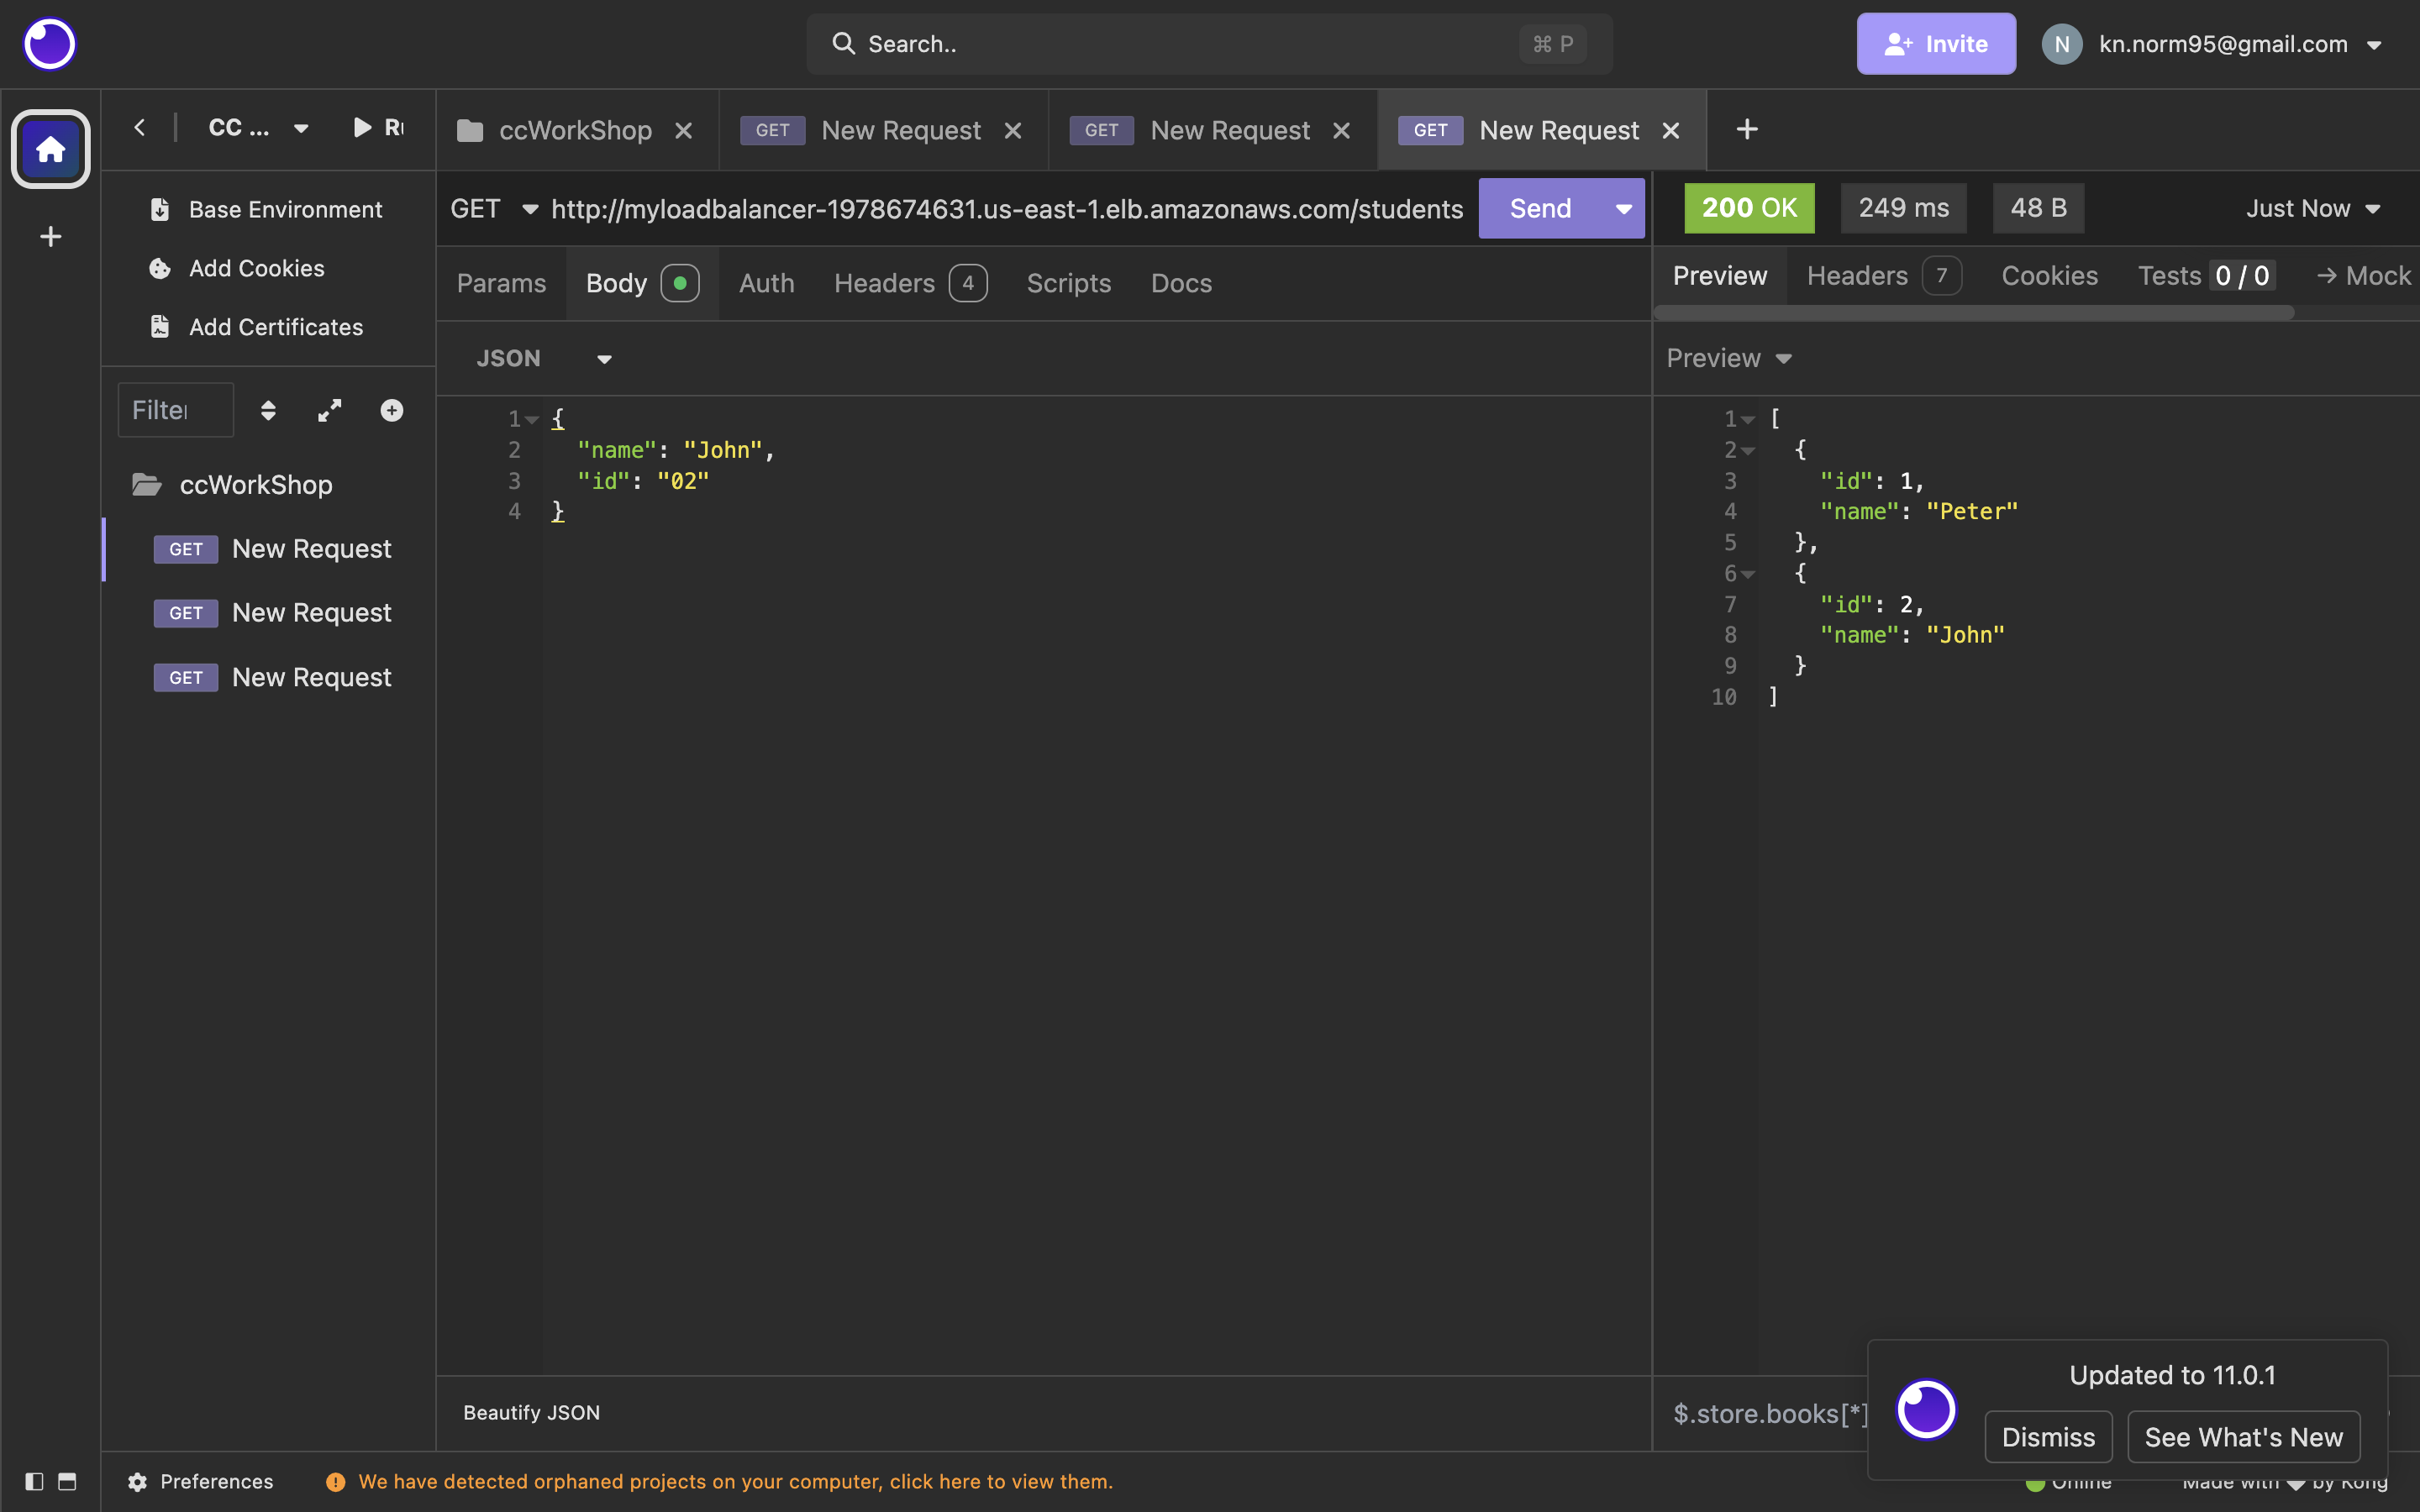 Search.. ⌘ P
Invite N kn.norm95@gmail.com
CC ...
ccWorkShop GET New Request GET New Request GET New Request
GET http://myloadbalancer-1978674631.us-east-1.elb.amazonaws.com/students Send 200 OK 249 ms 48 B Just Now
Base Environment
Add Cookies
Add Certificates
Params Body Auth Headers 4 Scripts Docs
Preview Headers 7 Cookies Tests 0 / 0 → Mock
JSON
Preview
ccWorkShop
GET New Request
GET New Request
GET New Request
1 {
2 "name": "John",
3 "id": "02"
4 }
1 [
2 {
3 "id": 1,
4 "name": "Peter"
5 },
6 {
7 "id": 2,
8 "name": "John"
9 }
10 ]
Beautify JSON
$.store.books[*]
Updated to 11.0.1
Dismiss See What's New
Preferences
We have detected orphaned projects on your computer, click here to view them.
Online
Made with ❤ by Kong